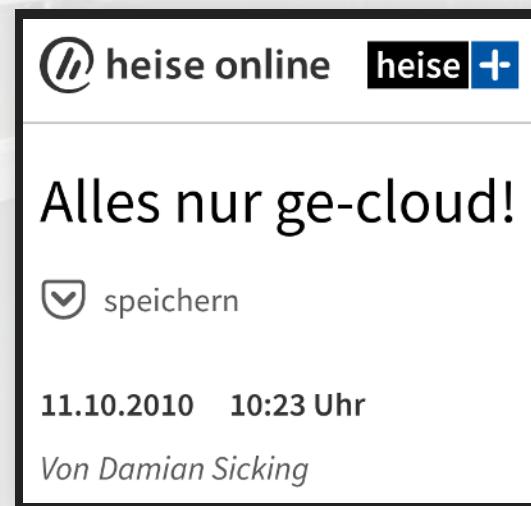 heise online heise +
Alles nur ge-cloud!
speichern
11.10.2010 10:23 Uhr
Von Damian Sicking